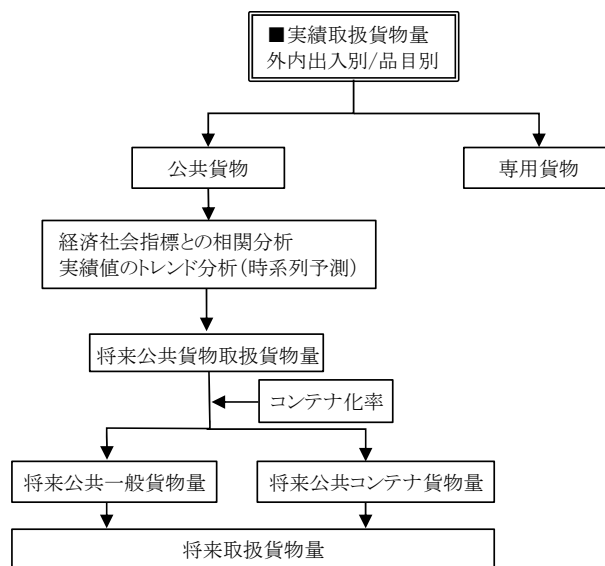 ■実績取扱貨物量
外内出入別/品目別
公共貨物
専用貨物
経済社会指標との相関分析
実績値のトレンド分析(時系列予測)
将来公共貨物取扱貨物量
コンテナ化率
将来公共一般貨物量
将来公共コンテナ貨物量
将来取扱貨物量